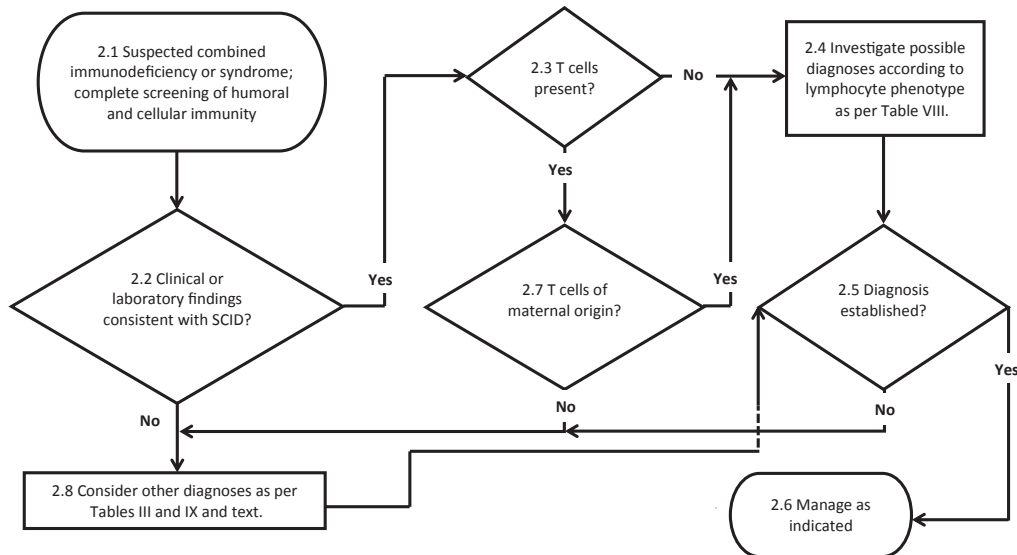 2.1 Suspected combined
immunodeficiency or syndrome;
complete screening of humoral
and cellular immunity
2.3 T cells
present?
No
2.4 Investigate possible
diagnoses according to
lymphocyte phenotype
as per Table VIII.
Yes
2.2 Clinical or
laboratory findings
consistent with SCID?
Yes
2.7 T cells of
maternal origin?
Yes
2.5 Diagnosis
established?
Yes
No
No
No
2.8 Consider other diagnoses as per
Tables III and IX and text.
2.6 Manage as
indicated